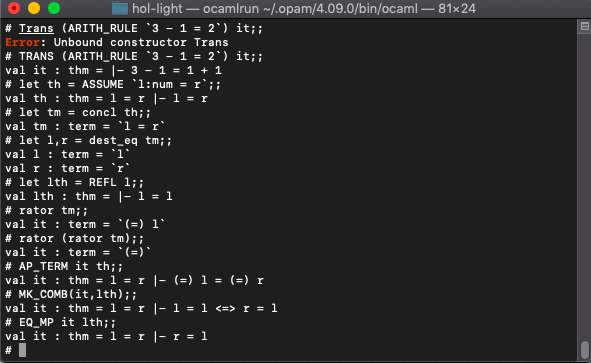 hol-light — ocamlrun ~/.opam/4.09.0/bin/ocaml — 81×24
# Trans (ARITH_RULE `3 - 1 = 2`) it;;
Error: Unbound constructor Trans
# TRANS (ARITH_RULE `3 - 1 = 2`) it;;
val it : thm = |- 3 - 1 = 1 + 1
# let th = ASSUME `l:num = r`;;
val th : thm = l = r |- l = r
# let tm = concl th;;
val tm : term = `l = r`
# let l,r = dest_eq tm;;
val l : term = `l`
val r : term = `r`
# let lth = REFL l;;
val lth : thm = |- l = l
# rator tm;;
val it : term = `(=) l`
# rator (rator tm);;
val it : term = `(=)`
# AP_TERM it th;;
val it : thm = l = r |- (=) l = (=) r
# MK_COMB(it,lth);;
val it : thm = l = r |- l = l <=> r = l
# EQ_MP it lth;;
val it : thm = l = r |- r = l
#